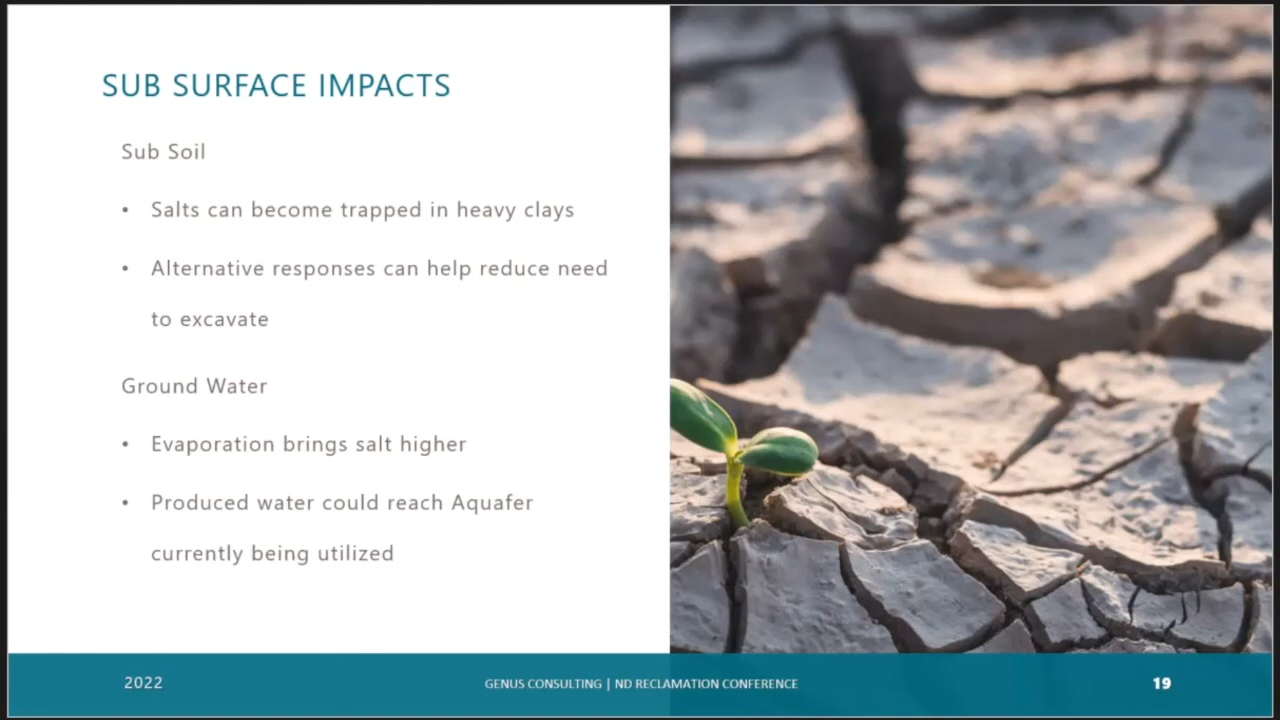 SUB SURFACE IMPACTS
Sub Soil
• Salts can become trapped in heavy clays
• Alternative responses can help reduce need
to excavate
Ground Water
• Evaporation brings salt higher
• Produced water could reach Aquafer
currently being utilized
2022
GENUS CONSULTING | ND RECLAMATION CONFERENCE
19